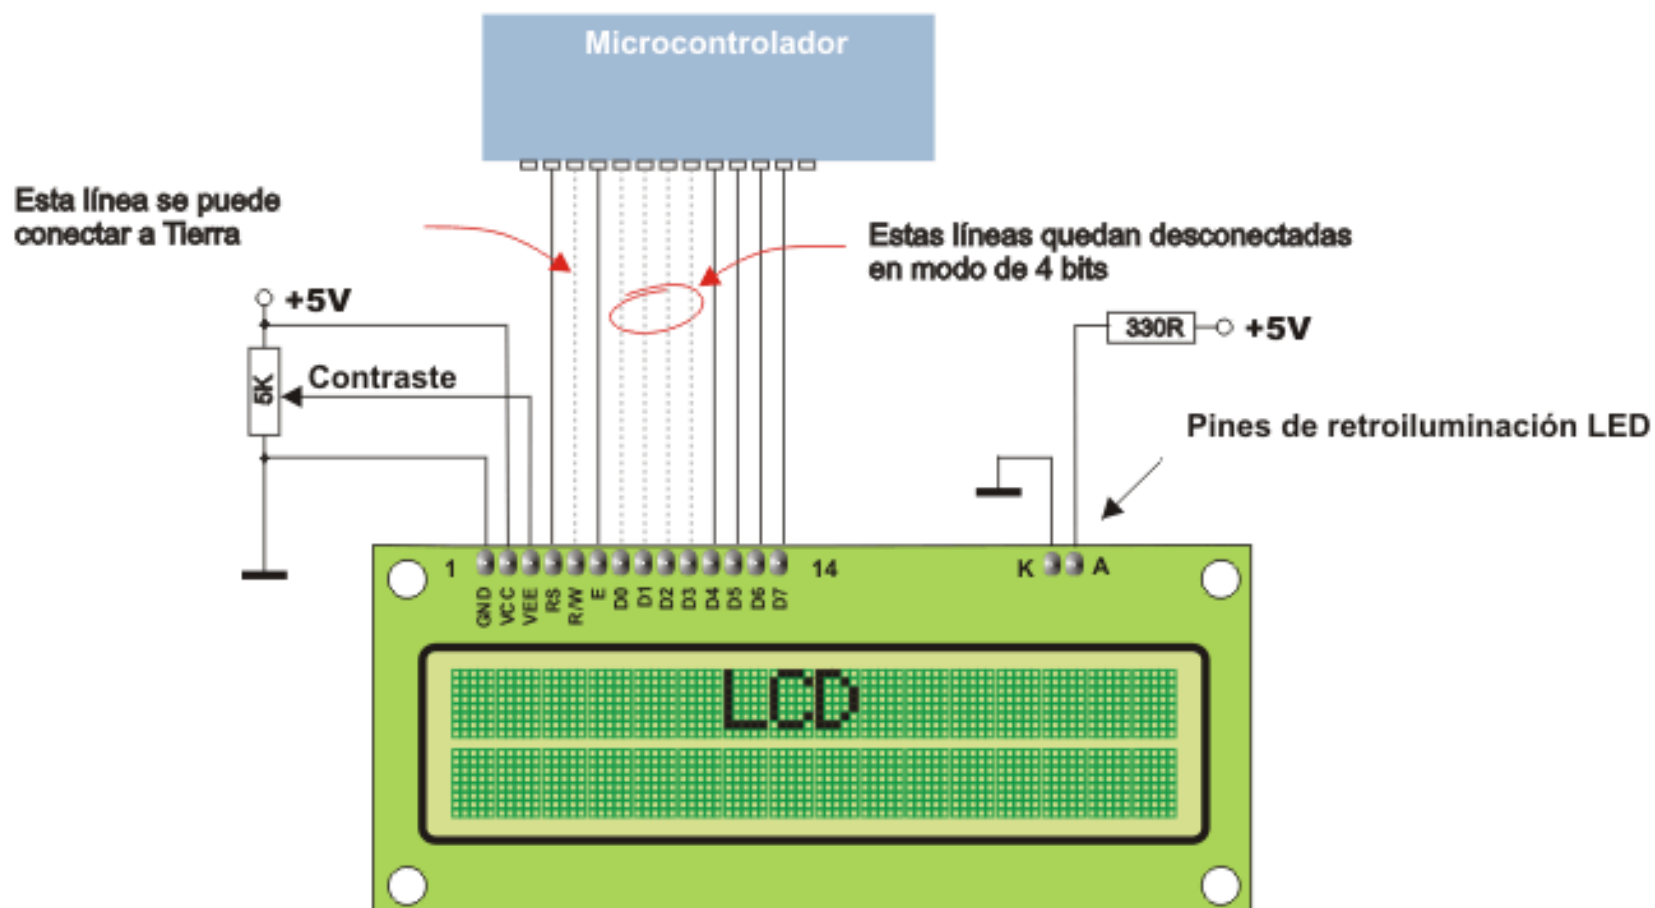 Microcontrolador
Esta línea se puede
conectar a Tierra
Estas líneas quedan desconectadas
en modo de 4 bits
+5V
330R
+5V
5K
Contraste
Pines de retroiluminación LED
1
14
K
A
GND
VCC
VEE
RS
R/W
E
D0
D1
D2
D3
D4
D5
D6
D7
LCD